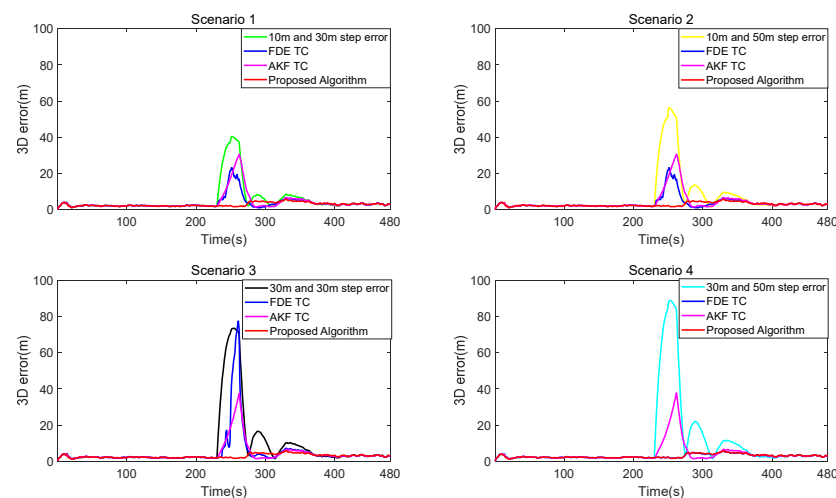 Scenario 1
3D error(m)
100
80
60
40
20
0
100
200
300
400
480
Time(s)
10m and 30m step error
FDE TC
AKF TC
Proposed Algorithm
Scenario 2
3D error(m)
100
80
60
40
20
0
100
200
300
400
480
Time(s)
10m and 50m step error
FDE TC
AKF TC
Proposed Algorithm
Scenario 3
3D error(m)
100
80
60
40
20
0
100
200
300
400
480
Time(s)
30m and 30m step error
FDE TC
AKF TC
Proposed Algorithm
Scenario 4
3D error(m)
100
80
60
40
20
0
100
200
300
400
480
Time(s)
30m and 50m step error
FDE TC
AKF TC
Proposed Algorithm